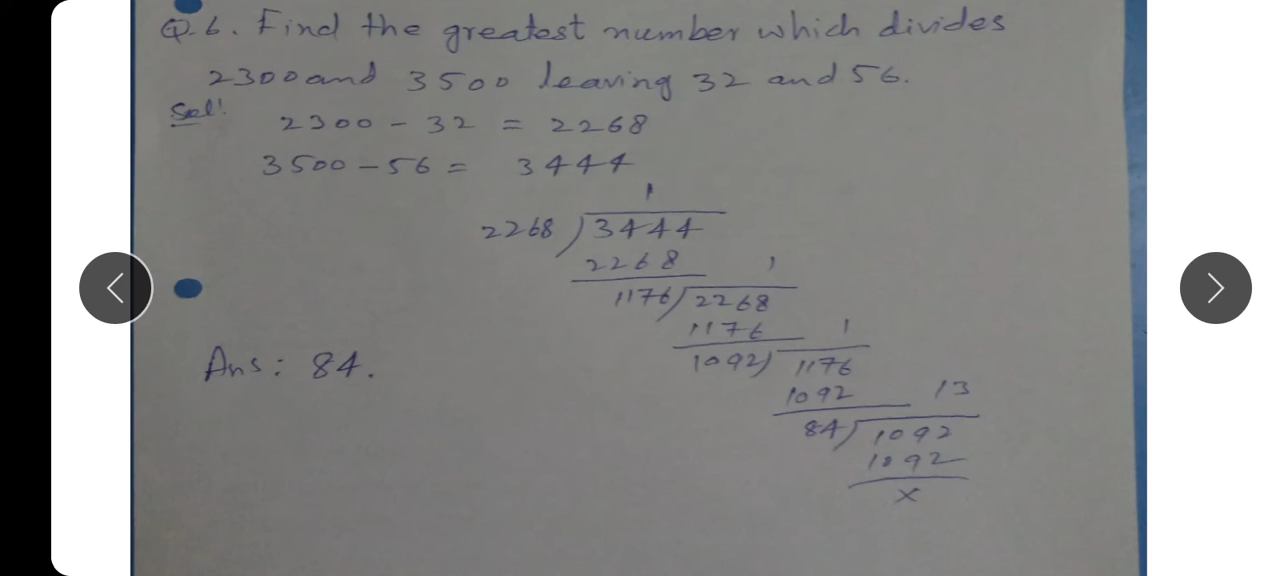 Q.6. Find the greatest number which divides
2300 and 3500 leaving 32 and 56.
Sol!
2300 - 32 = 2268
3500 - 56 = 3444
1
2268 ) 3444
2268 1
1176 ) 2268
1176 1
1092 ) 1176
1092 13
84 ) 1092
1092
x
Ans: 84.